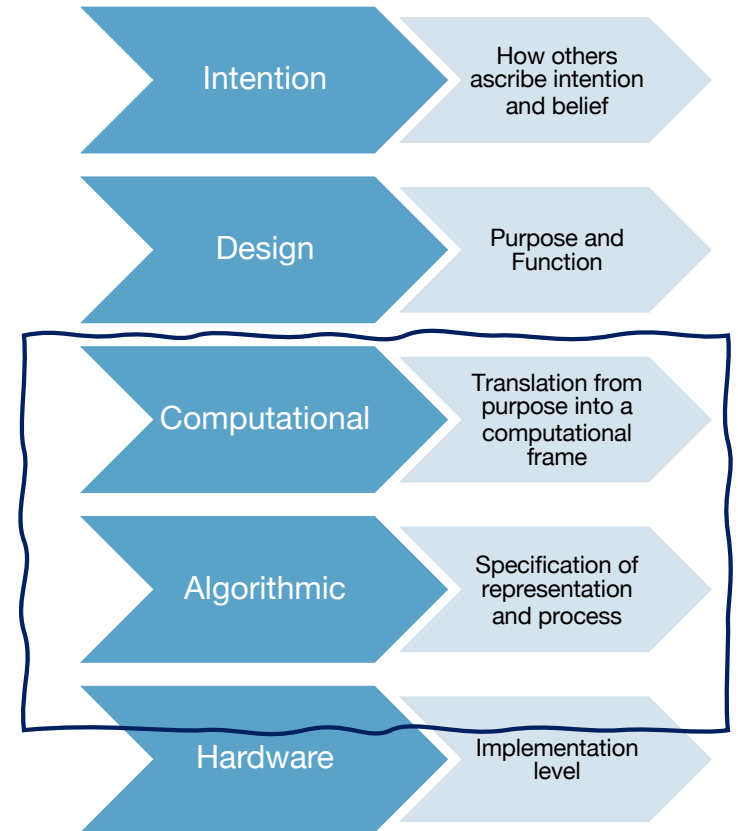 Intention
How others
ascribe intention
and belief
Design
Purpose and
Function
Computational
Translation from
purpose into a
computational
frame
Algorithmic
Specification of
representation
and process
Hardware
Implementation
level